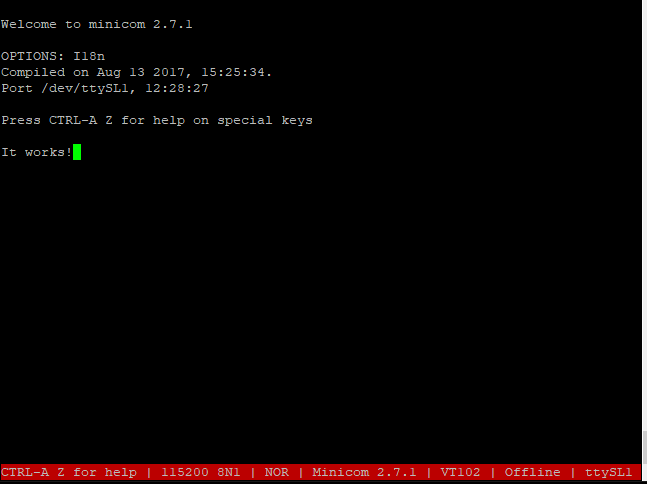 Welcome to minicom 2.7.1
OPTIONS: I18n
Compiled on Aug 13 2017, 15:25:34.
Port /dev/ttySL1, 12:28:27
Press CTRL-A Z for help on special keys
It works!
CTRL-A Z for help | 115200 8N1 | NOR | Minicom 2.7.1 | VT102 | Offline | ttySL1